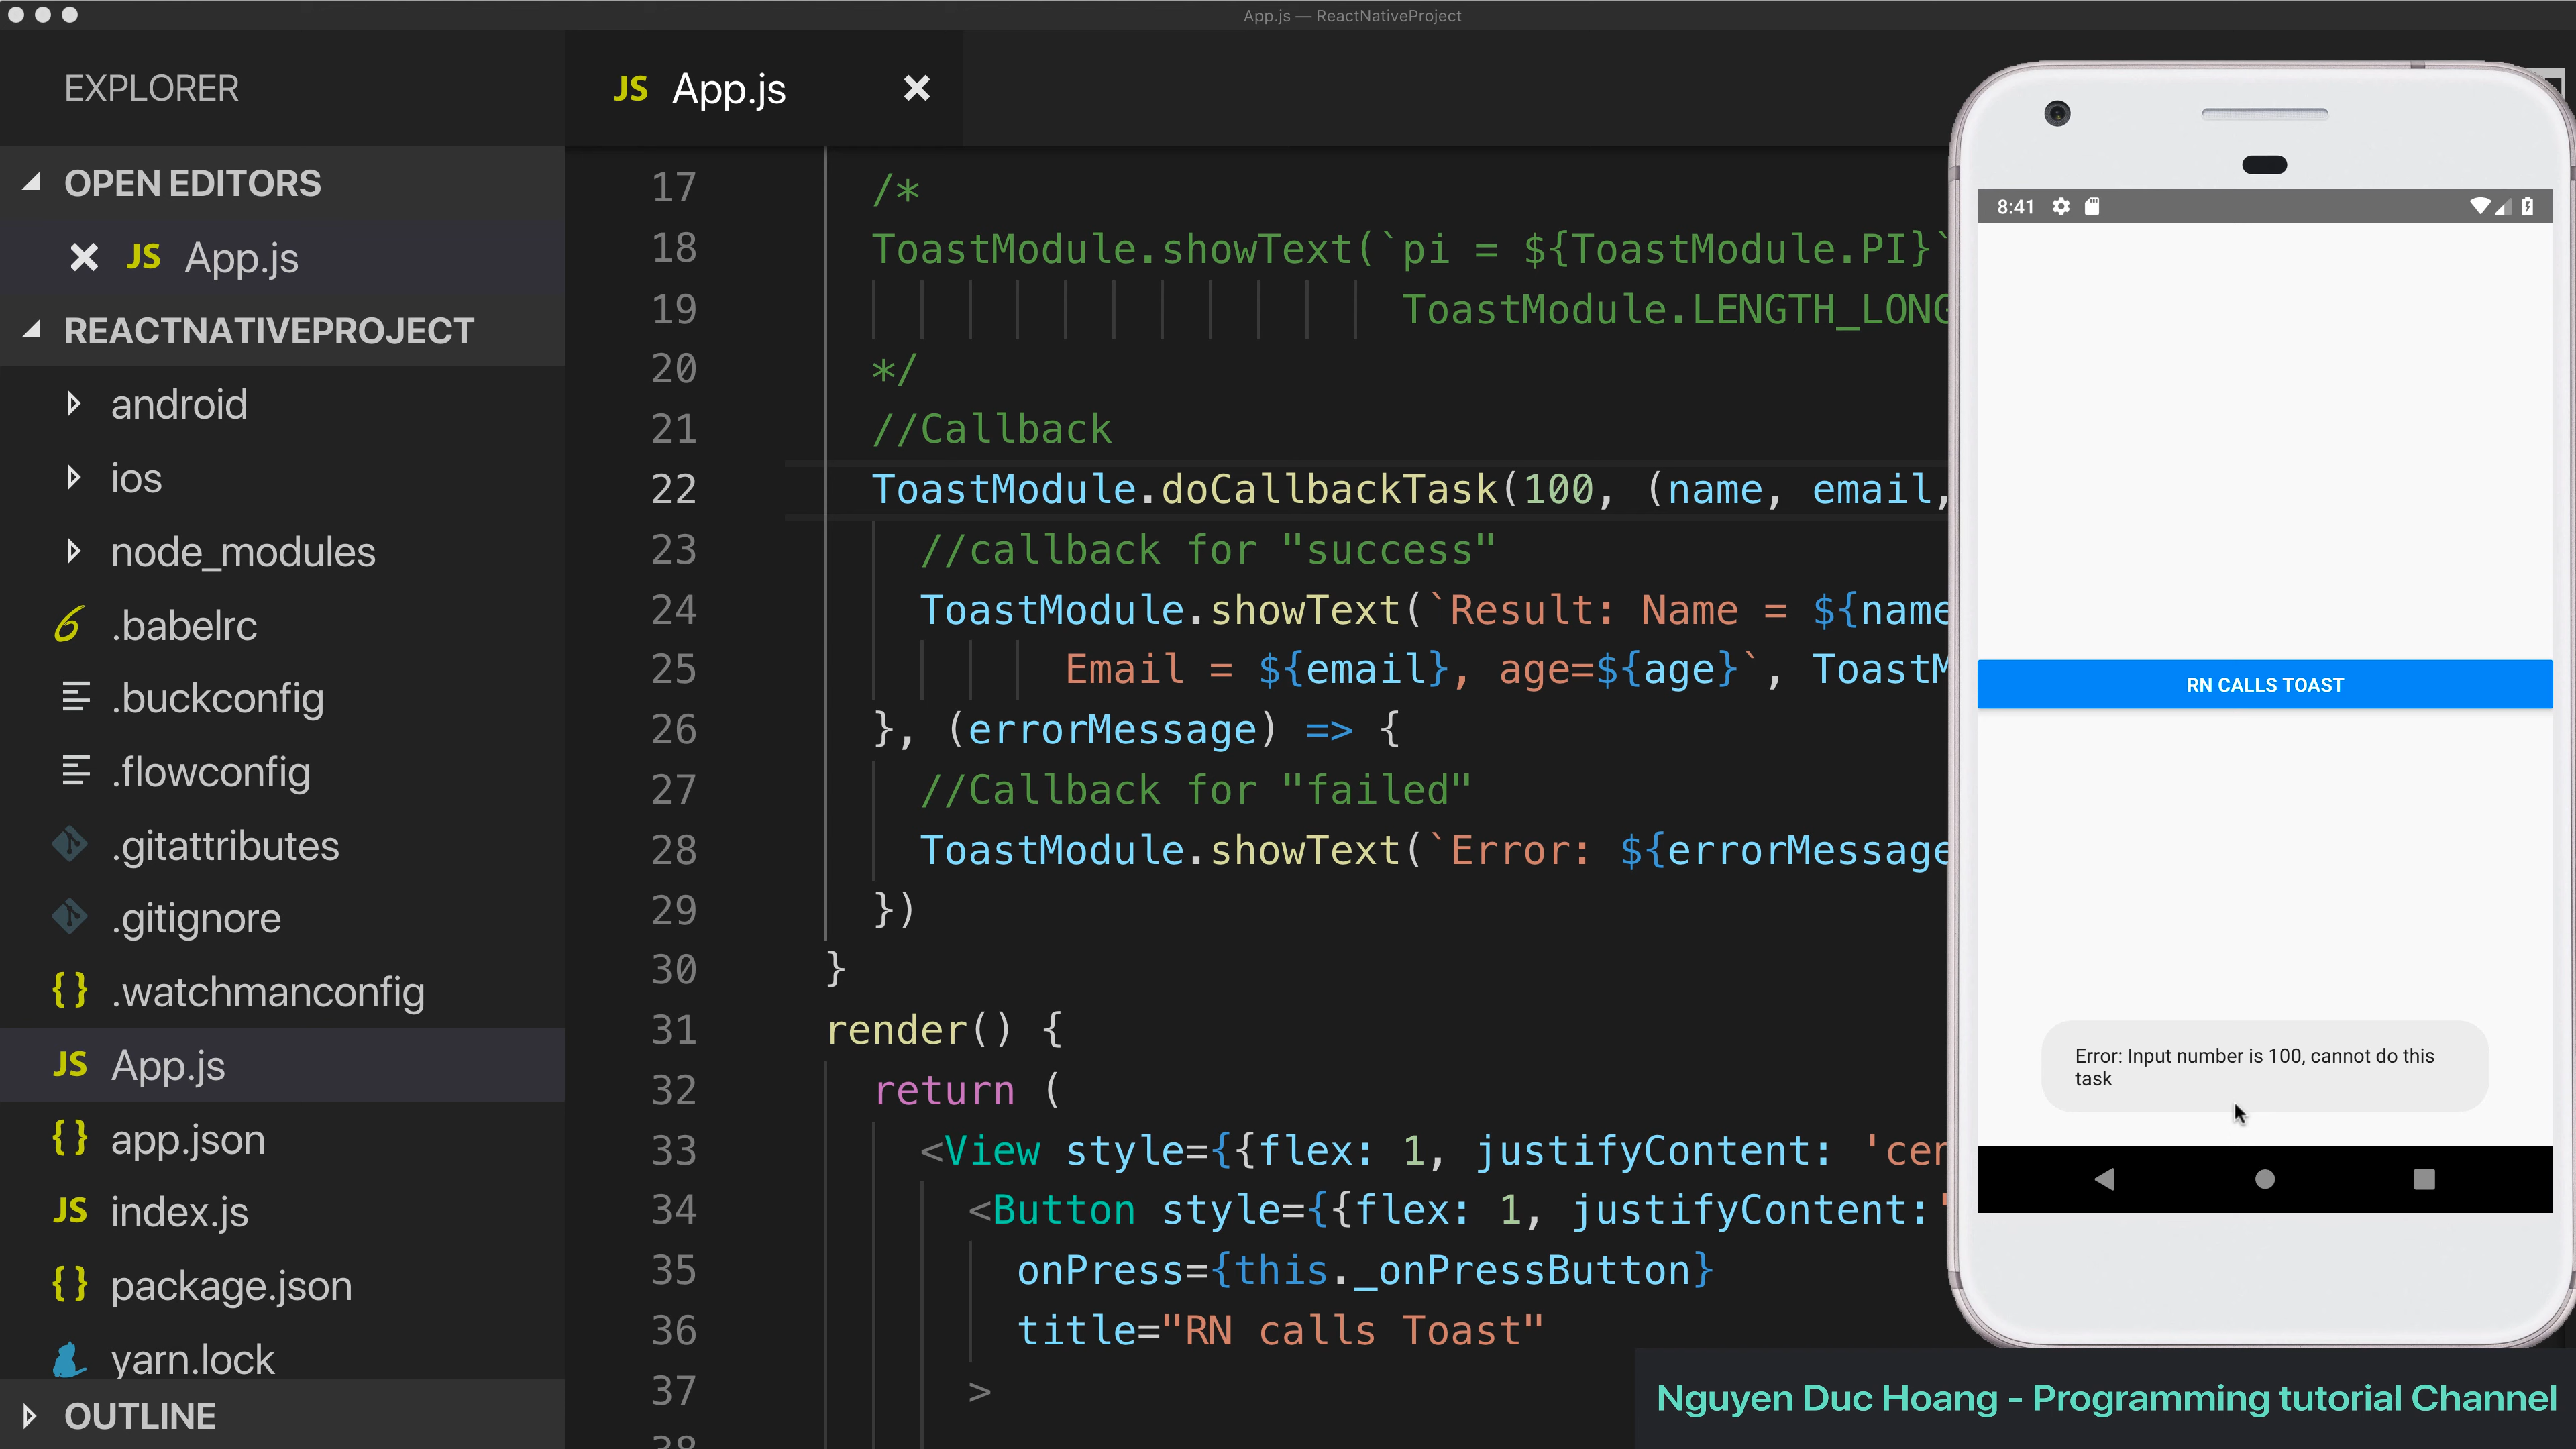 App.js — ReactNativeProject
EXPLORER
OPEN EDITORS
JS App.js
REACTNATIVEPROJECT
android
ios
node_modules
.babelrc
.buckconfig
.flowconfig
.gitattributes
.gitignore
{} .watchmanconfig
JS App.js
{} app.json
JS index.js
{} package.json
yarn.lock
OUTLINE
JS App.js
17 /*
18 ToastModule.showText(`pi = ${ToastModule.PI}`
19 ToastModule.LENGTH_LONG
20 */
21 //Callback
22 ToastModule.doCallbackTask(100, (name, email,
23 //callback for "success"
24 ToastModule.showText(`Result: Name = ${name
25 Email = ${email}, age=${age}`, ToastM
26 }, (errorMessage) => {
27 //Callback for "failed"
28 ToastModule.showText(`Error: ${errorMessage
29 })
30 }
31 render() {
32 return (
33 <View style={{flex: 1, justifyContent: 'cen
34 <Button style={{flex: 1, justifyContent:'
35 onPress={this._onPressButton}
36 title="RN calls Toast"
37 >
38
8:41
RN CALLS TOAST
Error: Input number is 100, cannot do this
task
Nguyen Duc Hoang - Programming tutorial Channel